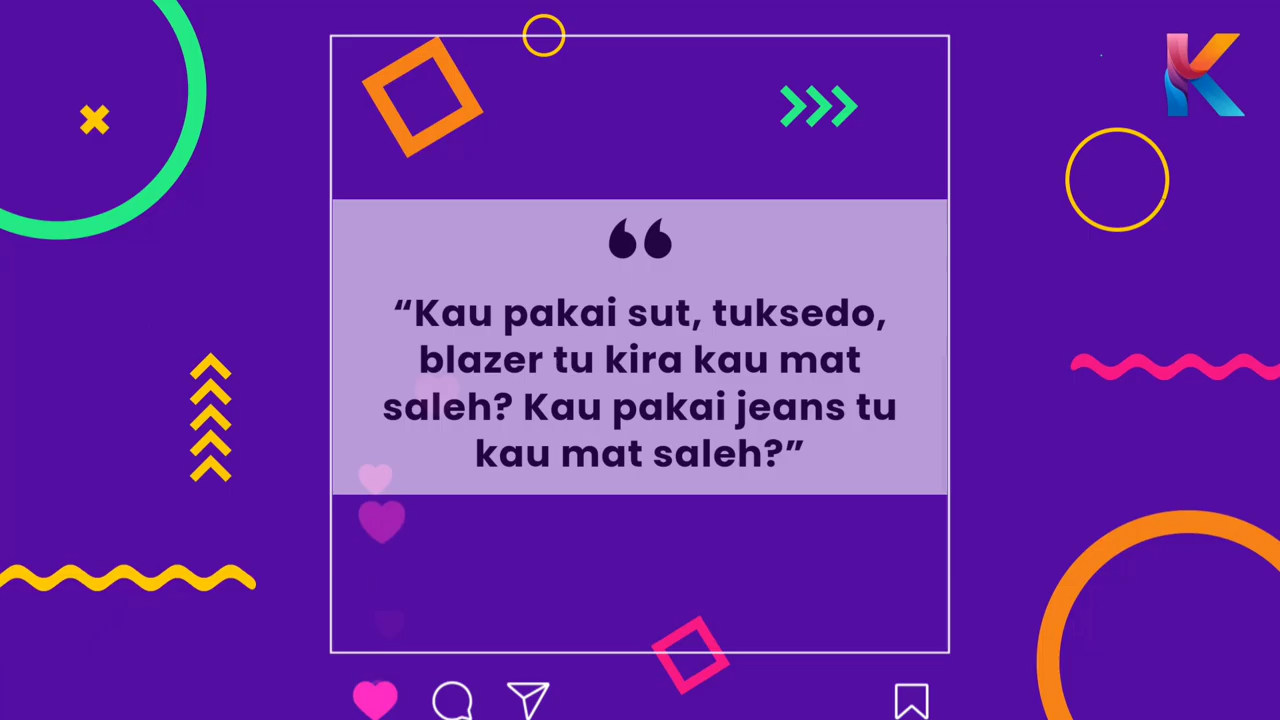 K
“Kau pakai sut, tuksedo,
blazer tu kira kau mat
saleh? Kau pakai jeans tu
kau mat saleh?”